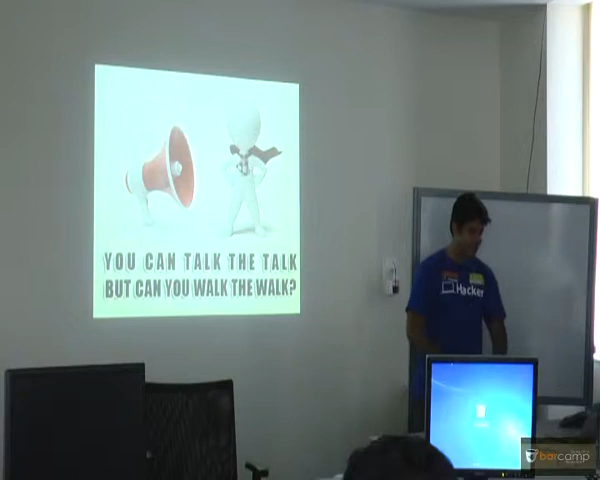 YOU CAN TALK THE TALK
BUT CAN YOU WALK THE WALK?
Hacker
barcamp